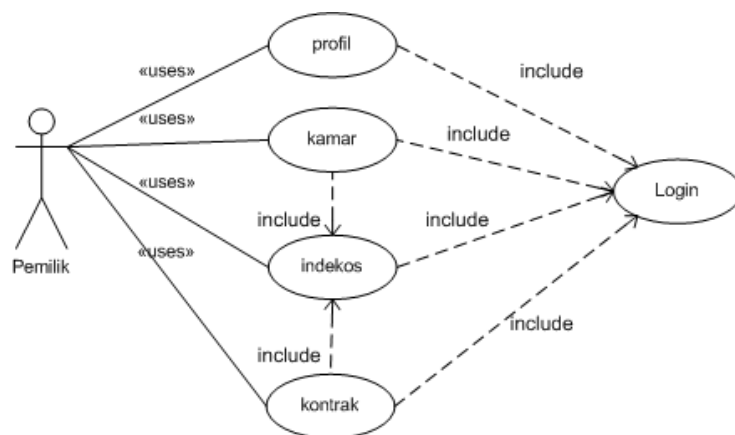 profil
«uses»
include
«uses»
kamar
include
«uses»
Login
include
include
Pemilik
«uses»
indekos
include
include
kontrak